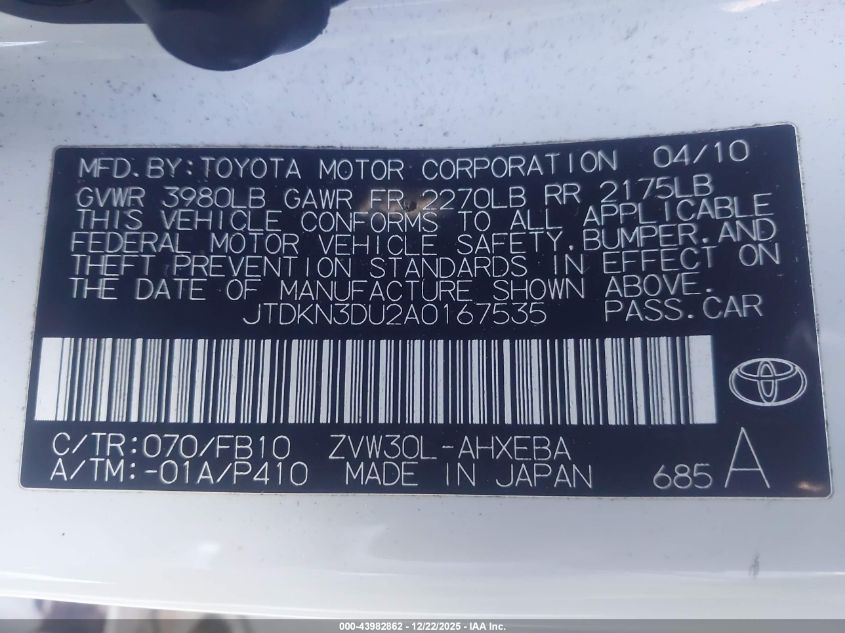 MFD.BY:TOYOTA MOTOR CORPORATION 04/10
GVWR 3980LB GAWR FR 2270LB RR 2175LB
THIS VEHICLE CONFORMS TO ALL APPLICABLE
FEDERAL MOTOR VEHICLE SAFETY,BUMPER,AND
THEFT PREVENTION STANDARDS IN EFFECT ON
THE DATE OF MANUFACTURE SHOWN ABOVE.
JTDKN3DU2A0167535 PASS.CAR
C/TR:070/FB10 ZVW30L-AHXEBA
A/TM:-01A/P410 MADE IN JAPAN 685 A
000-43982862 - 12/22/2025 - IAA Inc.